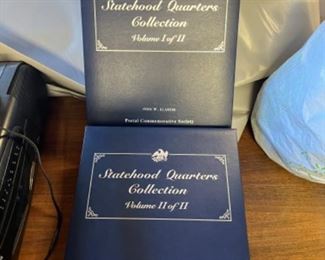 Statehood Quarters
Collection
Volume I of II
Postal Commemorative Society
Statehood Quarters
Collection
Volume II of II